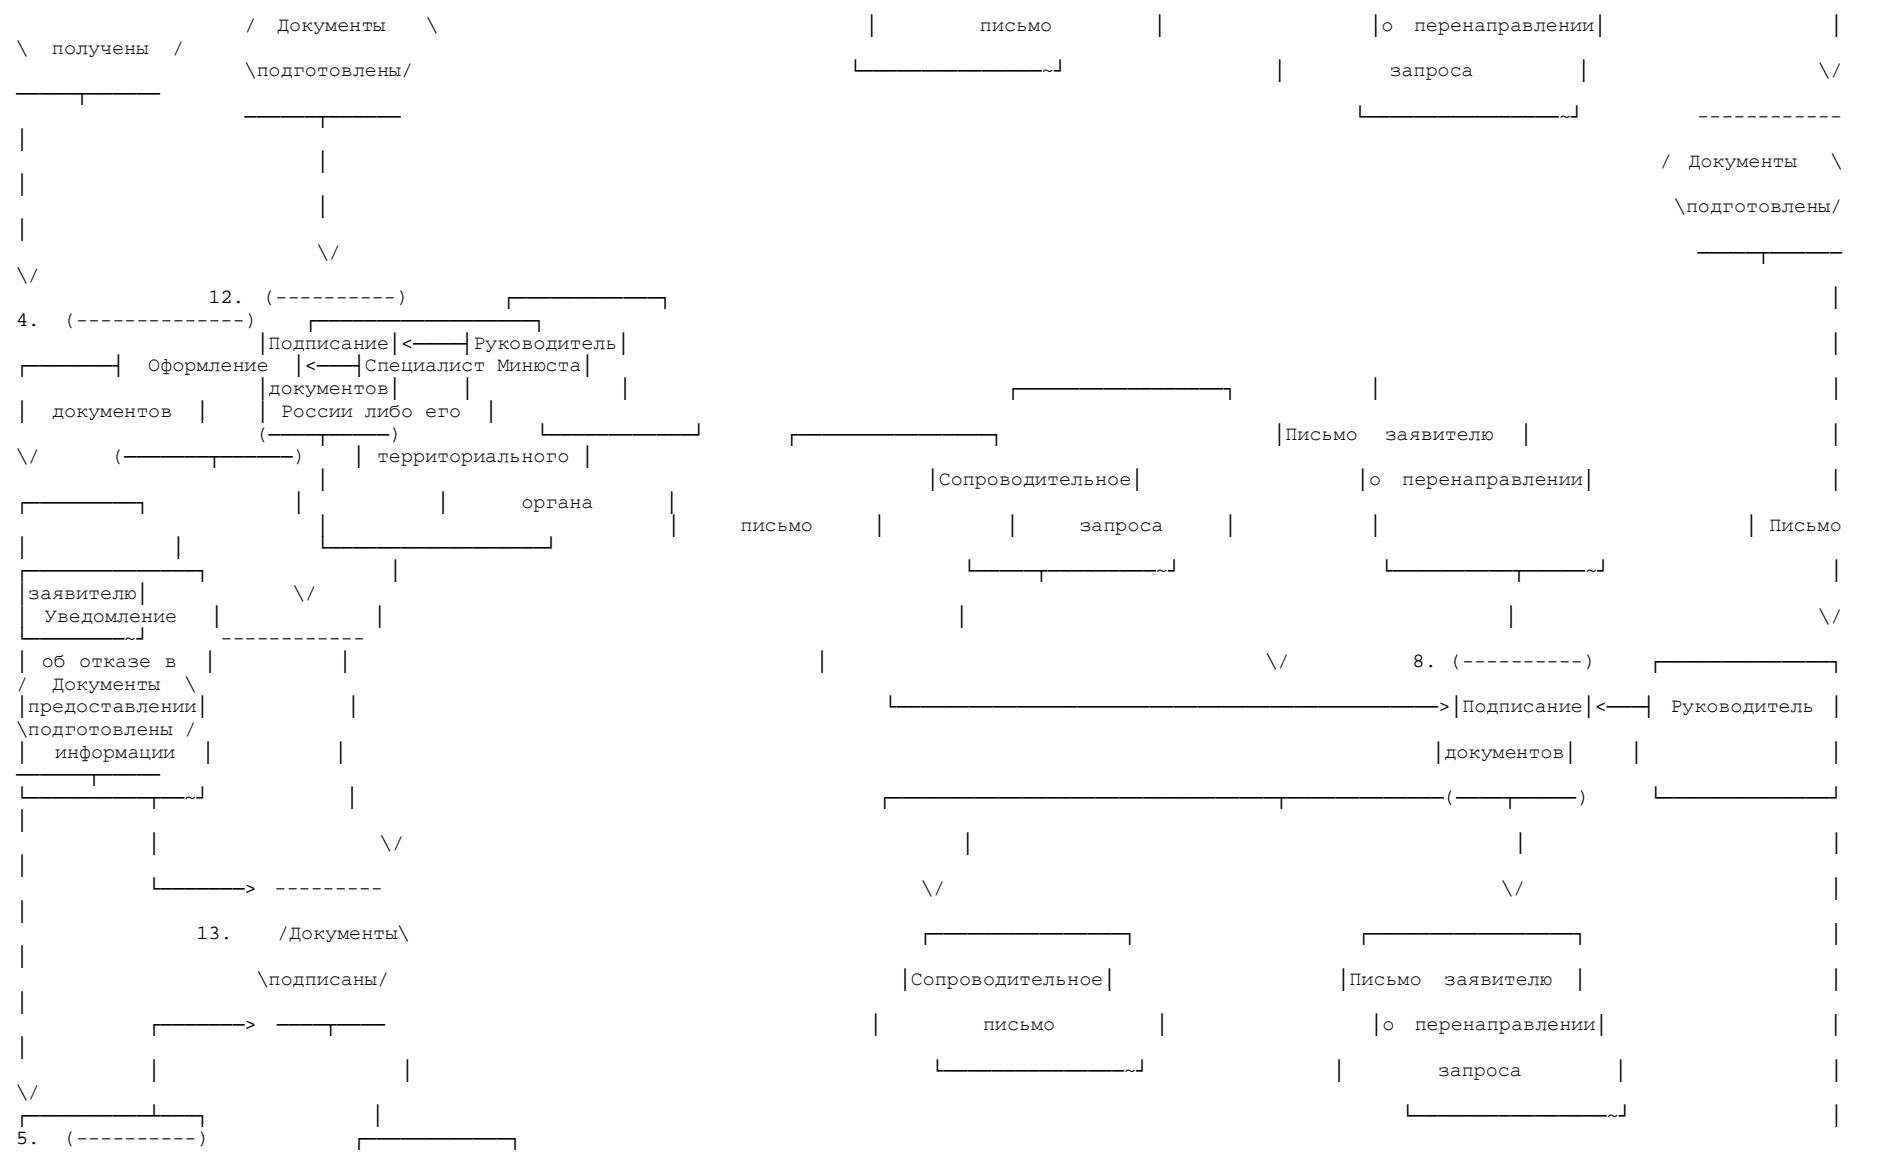 / Документы \ письмо о перенаправлении
\ получены /
\подготовлены/ запроса \/
/ Документы \
\подготовлены/
\/
\/
12. (----------)
4. (--------------)
Подписание <── Руководитель
Оформление <── Специалист Минюста
документов
документов России либо его
Письмо заявителю
\/ территориального
Сопроводительное о перенаправлении
органа
письмо запроса Письмо
заявителю \/
Уведомление \/
об отказе в \/ 8. (----------)
/ Документы \
предоставлении > Подписание <── Руководитель
\подготовлены /
информации документов
\/
> --------- \/ \/
13. /Документы\
\подписаны/ Сопроводительное Письмо заявителю
> письмо о перенаправлении
запроса
\/
5. (----------)